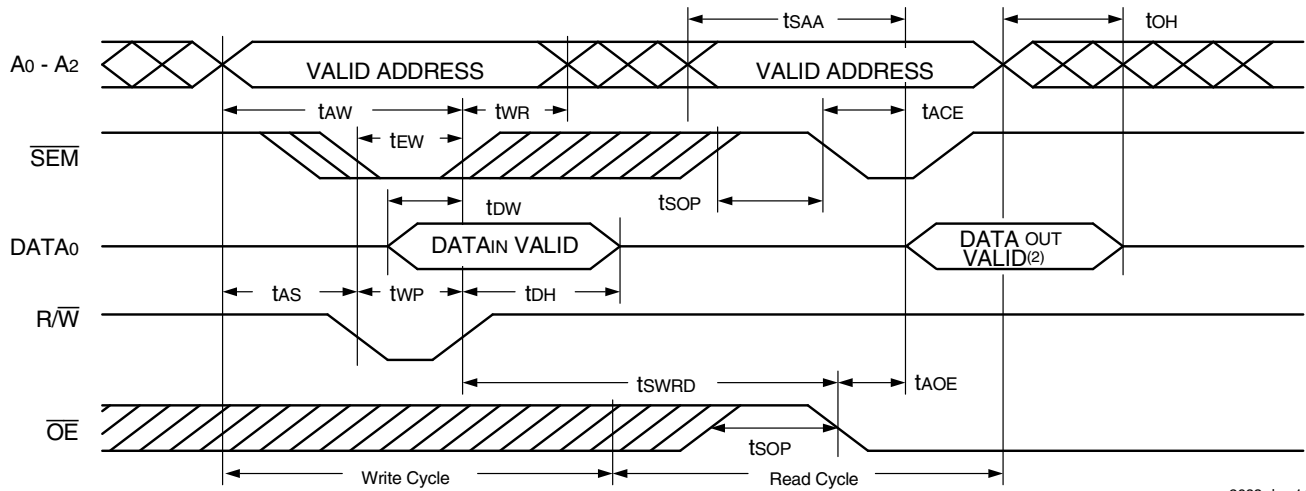 tSAA
tOH
A0 - A2
VALID ADDRESS
VALID ADDRESS
tAW
tWR
tACE
tEW
SEM
tDW
tSOP
DATA0
DATAIN VALID
DATA OUT
VALID(2)
tAS
tWP
tDH
R/W
tSWRD
tAOE
OE
tSOP
Write Cycle
Read Cycle